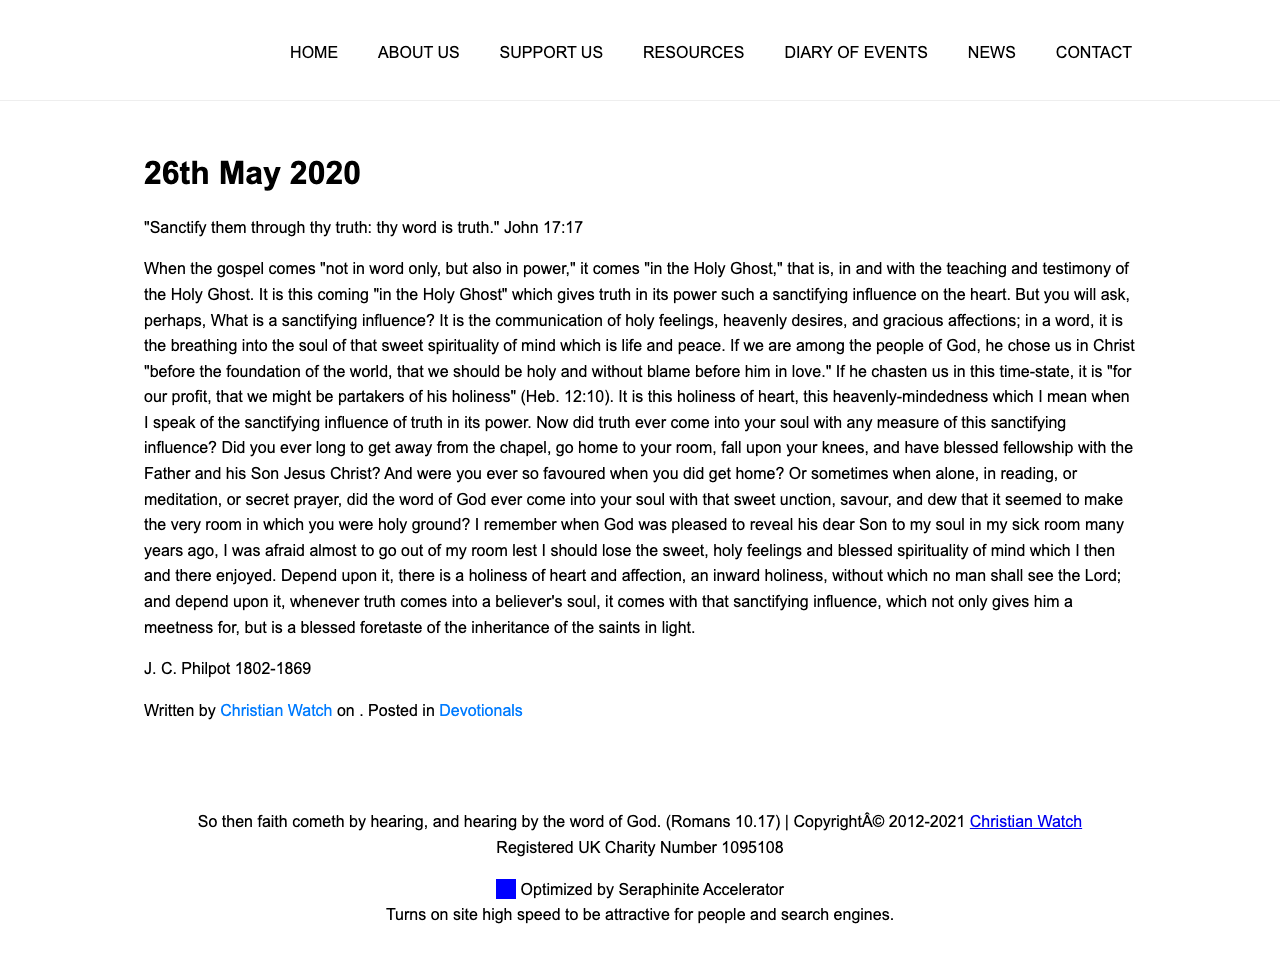 HOME ABOUT US SUPPORT US RESOURCES DIARY OF EVENTS NEWS CONTACT
26th May 2020
"Sanctify them through thy truth: thy word is truth." John 17:17
When the gospel comes "not in word only, but also in power," it comes "in the Holy Ghost," that is, in and with the teaching and testimony of
the Holy Ghost. It is this coming "in the Holy Ghost" which gives truth in its power such a sanctifying influence on the heart. But you will ask,
perhaps, What is a sanctifying influence? It is the communication of holy feelings, heavenly desires, and gracious affections; in a word, it is
the breathing into the soul of that sweet spirituality of mind which is life and peace. If we are among the people of God, he chose us in Christ
"before the foundation of the world, that we should be holy and without blame before him in love." If he chasten us in this time-state, it is "for
our profit, that we might be partakers of his holiness" (Heb. 12:10). It is this holiness of heart, this heavenly-mindedness which I mean when
I speak of the sanctifying influence of truth in its power. Now did truth ever come into your soul with any measure of this sanctifying
influence? Did you ever long to get away from the chapel, go home to your room, fall upon your knees, and have blessed fellowship with the
Father and his Son Jesus Christ? And were you ever so favoured when you did get home? Or sometimes when alone, in reading, or
meditation, or secret prayer, did the word of God ever come into your soul with that sweet unction, savour, and dew that it seemed to make
the very room in which you were holy ground? I remember when God was pleased to reveal his dear Son to my soul in my sick room many
years ago, I was afraid almost to go out of my room lest I should lose the sweet, holy feelings and blessed spirituality of mind which I then
and there enjoyed. Depend upon it, there is a holiness of heart and affection, an inward holiness, without which no man shall see the Lord;
and depend upon it, whenever truth comes into a believer's soul, it comes with that sanctifying influence, which not only gives him a
meetness for, but is a blessed foretaste of the inheritance of the saints in light.
J. C. Philpot 1802-1869
Written by Christian Watch on . Posted in Devotionals
So then faith cometh by hearing, and hearing by the word of God. (Romans 10.17) | CopyrightÂ© 2012-2021 Christian Watch
Registered UK Charity Number 1095108
Optimized by Seraphinite Accelerator
Turns on site high speed to be attractive for people and search engines.